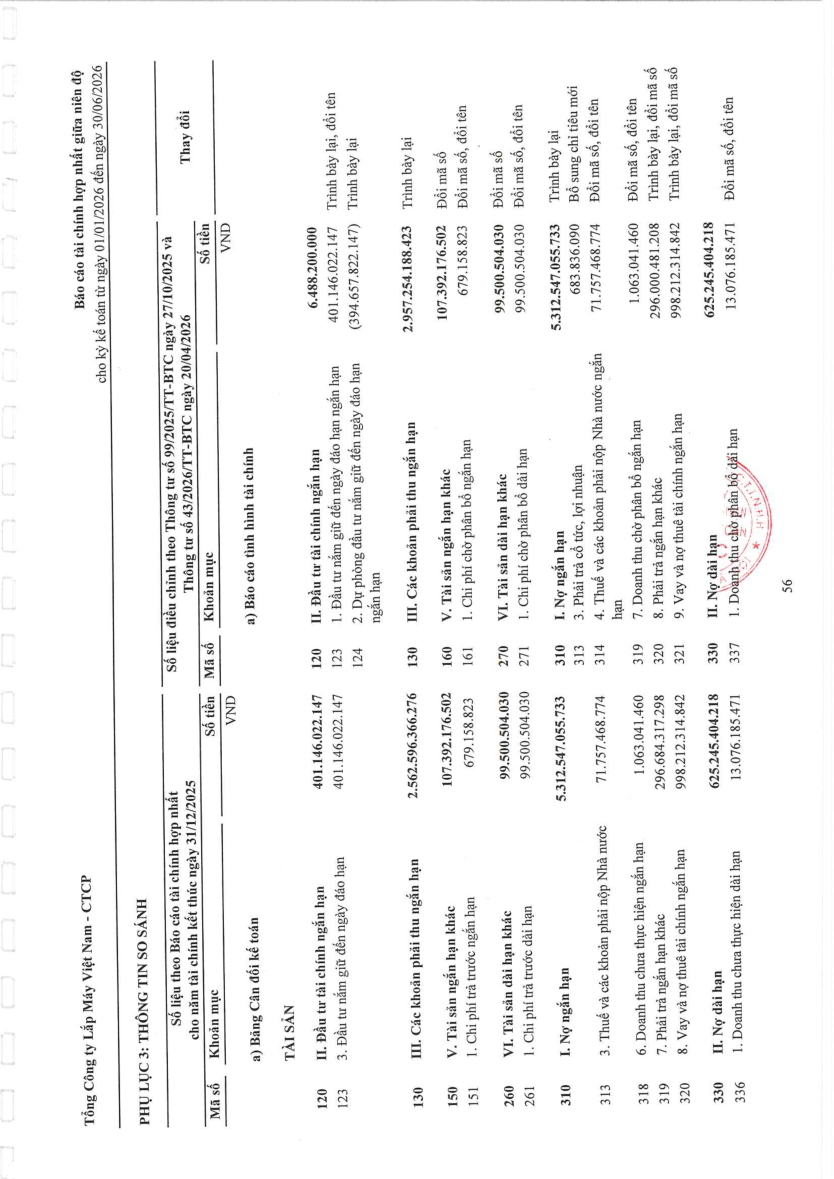 Tổng Công ty Lắp Máy Việt Nam - CTCP
Báo cáo tài chính hợp nhất giữa niên độ
cho kỳ kế toán từ ngày 01/01/2026 đến ngày 30/06/2026
PHỤ LỤC 3: THÔNG TIN SO SÁNH
Số liệu theo Báo cáo tài chính hợp nhất
cho năm tài chính kết thúc ngày 31/12/2025
Số liệu điều chỉnh theo Thông tư số 99/2025/TT-BTC ngày 27/10/2025 và
Thông tư số 43/2026/TT-BTC ngày 20/04/2026
Thay đổi
Mã số Khoản mục Số tiền Mã số Khoản mục Số tiền
VND VND
a) Bảng Cân đối kế toán a) Báo cáo tình hình tài chính
TÀI SẢN
120 II. Đầu tư tài chính ngắn hạn 401.146.022.147 120 II. Đầu tư tài chính ngắn hạn 6.488.200.000
123 3. Đầu tư nắm giữ đến ngày đáo hạn 401.146.022.147 123 1. Đầu tư nắm giữ đến ngày đáo hạn ngắn hạn 401.146.022.147 Trình bày lại, đổi tên
124 2. Dự phòng đầu tư nắm giữ đến ngày đáo hạn (394.657.822.147) Trình bày lại
ngắn hạn
130 III. Các khoản phải thu ngắn hạn 2.562.596.366.276 130 III. Các khoản phải thu ngắn hạn 2.957.254.188.423 Trình bày lại
150 V. Tài sản ngắn hạn khác 107.392.176.502 160 V. Tài sản ngắn hạn khác 107.392.176.502 Đổi mã số
151 1. Chi phí trả trước ngắn hạn 679.158.823 161 1. Chi phí chờ phân bổ ngắn hạn 679.158.823 Đổi mã số, đổi tên
260 VI. Tài sản dài hạn khác 99.500.504.030 270 VI. Tài sản dài hạn khác 99.500.504.030 Đổi mã số
261 1. Chi phí trả trước dài hạn 99.500.504.030 271 1. Chi phí chờ phân bổ dài hạn 99.500.504.030 Đổi mã số, đổi tên
310 I. Nợ ngắn hạn 5.312.547.055.733 310 I. Nợ ngắn hạn 5.312.547.055.733 Trình bày lại
313 3. Phải trả cổ tức, lợi nhuận 683.836.090 Bổ sung chỉ tiêu mới
313 3. Thuế và các khoản phải nộp Nhà nước 71.757.468.774 314 4. Thuế và các khoản phải nộp Nhà nước ngắn 71.757.468.774 Đổi mã số, đổi tên
hạn
318 6. Doanh thu chưa thực hiện ngắn hạn 1.063.041.460 319 7. Doanh thu chờ phân bổ ngắn hạn 1.063.041.460 Đổi mã số, đổi tên
319 7. Phải trả ngắn hạn khác 296.684.317.298 320 8. Phải trả ngắn hạn khác 296.000.481.208 Trình bày lại, đổi mã số
320 8. Vay và nợ thuê tài chính ngắn hạn 998.212.314.842 321 9. Vay và nợ thuê tài chính ngắn hạn 998.212.314.842 Trình bày lại, đổi mã số
330 II. Nợ dài hạn 625.245.404.218 330 II. Nợ dài hạn 625.245.404.218
336 1. Doanh thu chưa thực hiện dài hạn 13.076.185.471 337 1. Doanh thu chờ phân bổ dài hạn 13.076.185.471 Đổi mã số, đổi tên
56